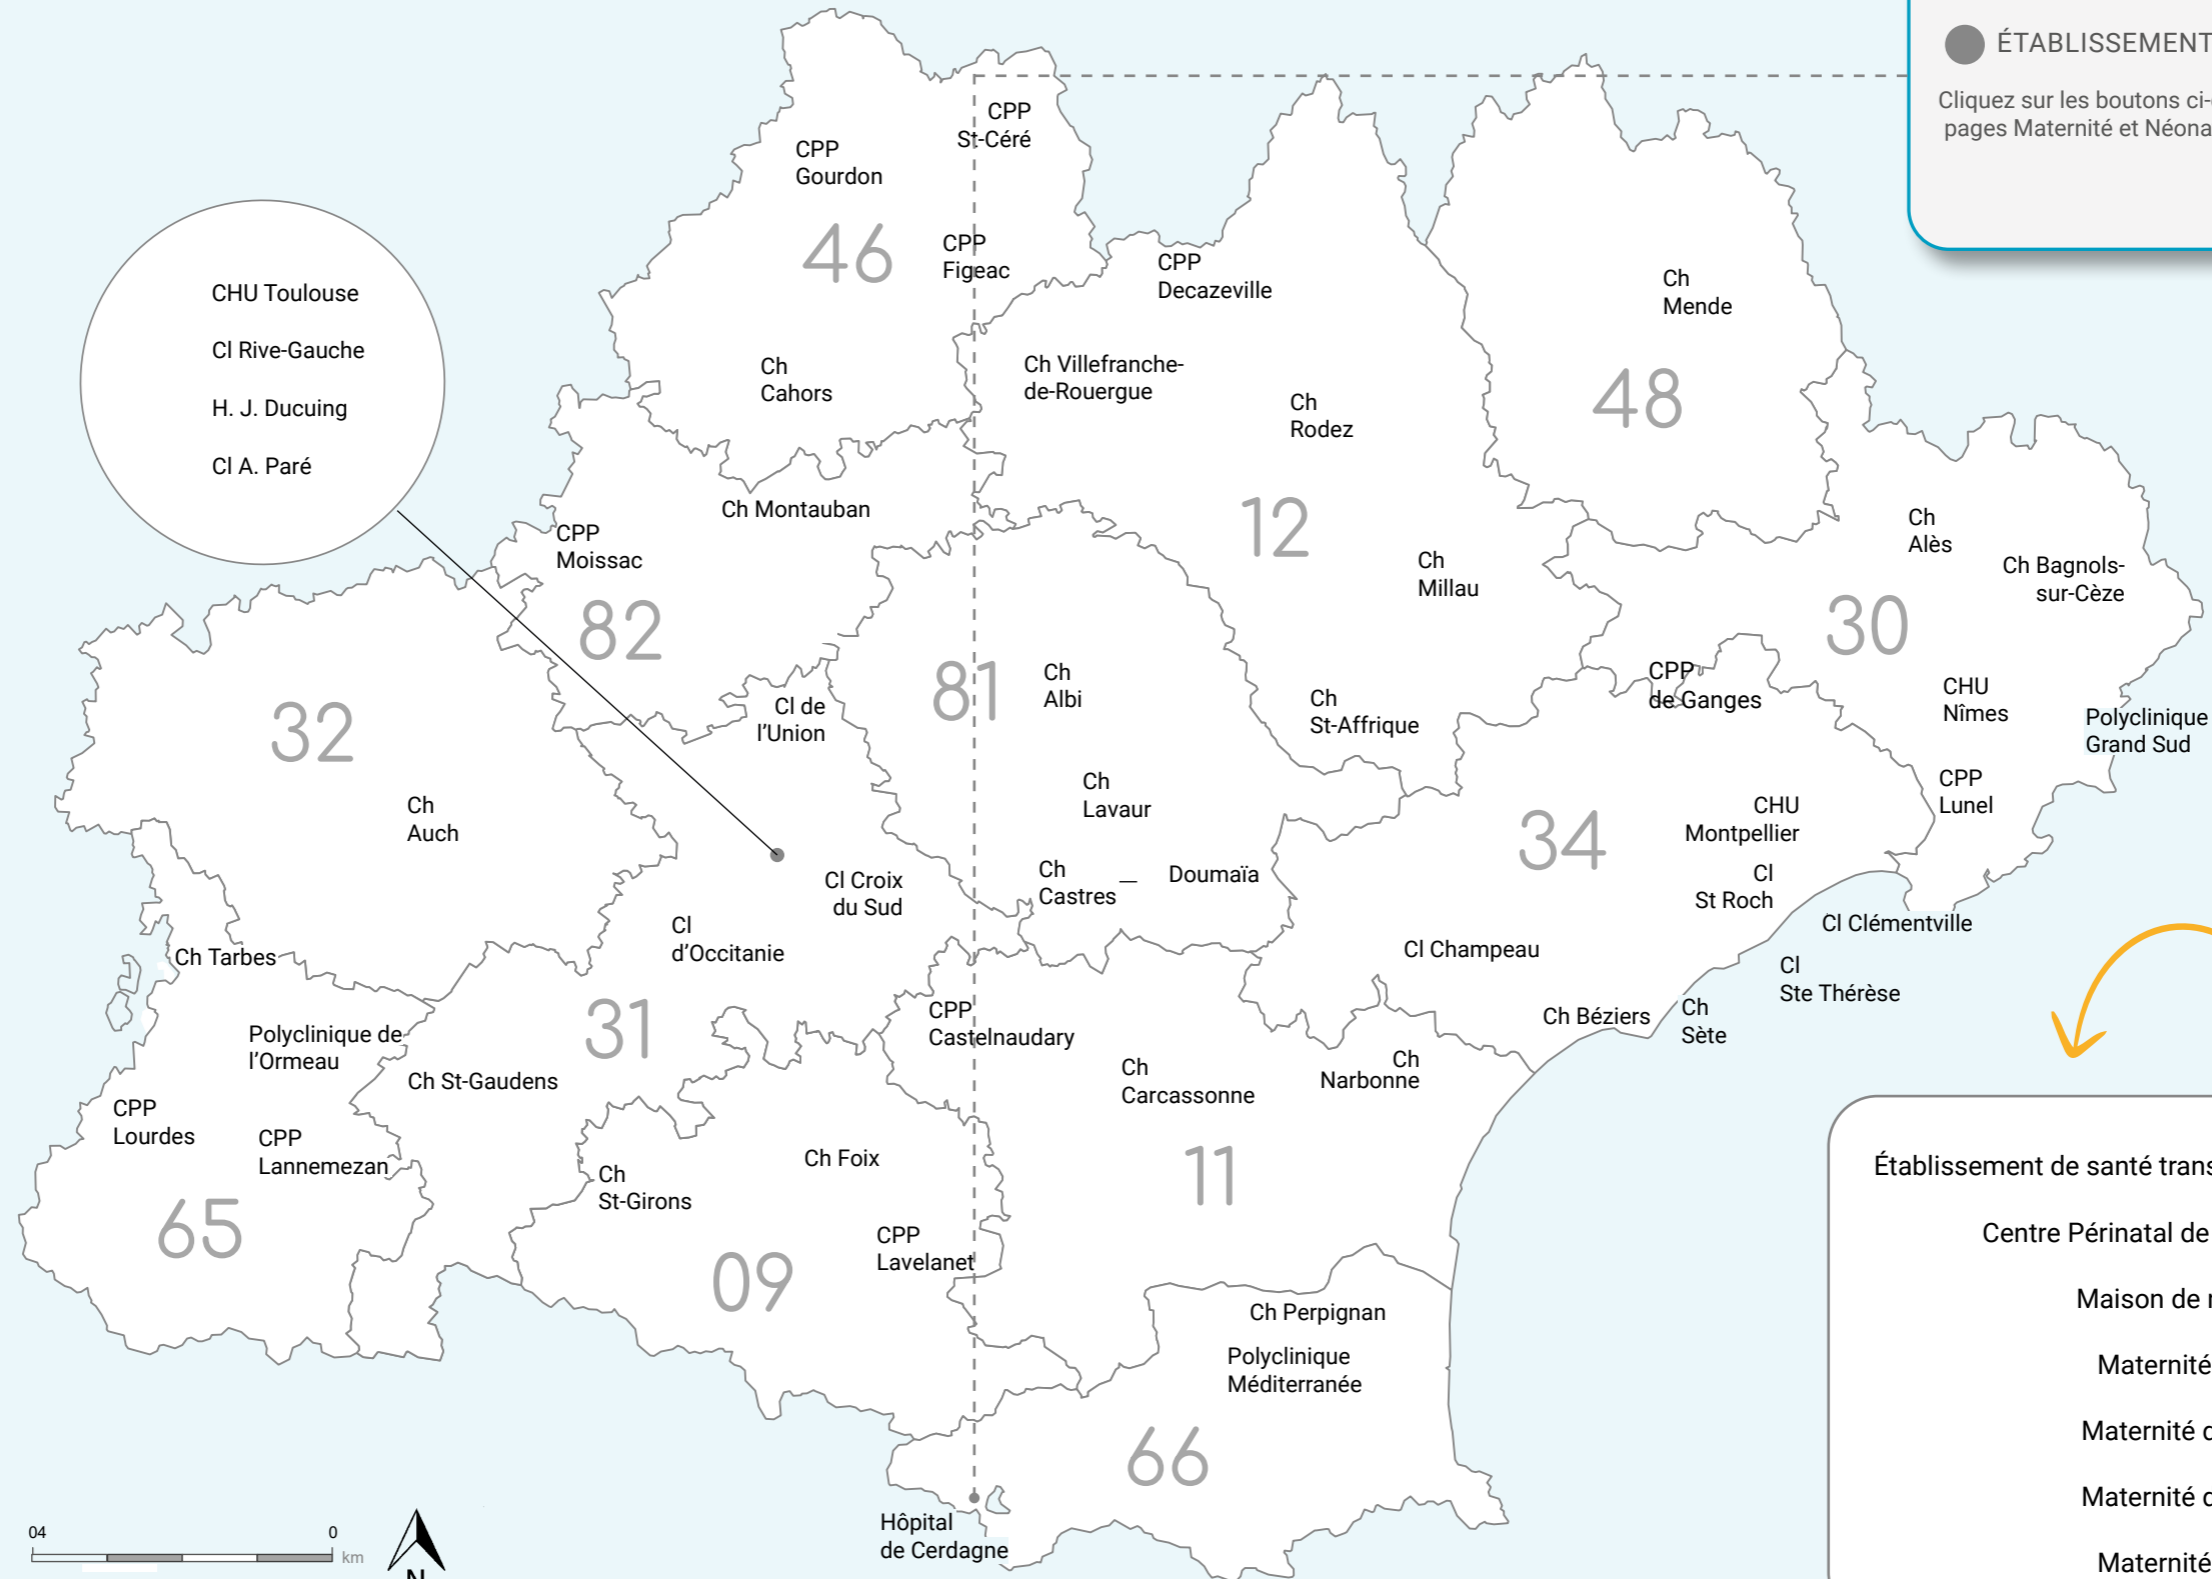 ÉTABLISSEMENT
Cliquez sur les boutons ci-
pages Maternité et Néona
CPP
St-Céré
CPP
Gourdon
46
CPP
Figeac
CPP
Decazeville
Ch
Mende
CHU Toulouse
Cl Rive-Gauche
H. J. Ducuing
Cl A. Paré
Ch
Cahors
Ch Villefranche-
de-Rouergue
Ch
Rodez
48
Ch Montauban
CPP
Moissac
82
12
Ch
Millau
Ch
Alès
Ch Bagnols-
sur-Cèze
30
32
Ch
Auch
Cl de
l'Union
81
Ch
Albi
Ch
St-Affrique
CPP
de Ganges
CHU
Nîmes
Polyclinique
Grand Sud
CPP
Lunel
Ch
Lavaur
Ch
Castres
—
Doumaïa
34
CHU
Montpellier
Cl
St Roch
Cl Clémentville
Cl
Ste Thérèse
Cl Champeau
Ch Béziers
Ch
Sète
Cl Croix
du Sud
Cl
d'Occitanie
Ch Tarbes
Polyclinique de
l'Ormeau
31
Ch St-Gaudens
CPP
Lourdes
CPP
Lannemezan
65
CPP
Castelnaudary
Ch
Carcassonne
Ch
Narbonne
11
Ch
St-Girons
Ch Foix
CPP
Lavelanet
09
Ch Perpignan
Polyclinique
Méditerranée
66
Hôpital
de Cerdagne
Établissement de santé trans
Centre Périnatal de
Maison de
Maternité
Maternité
Maternité
Maternité
04 0
km
N